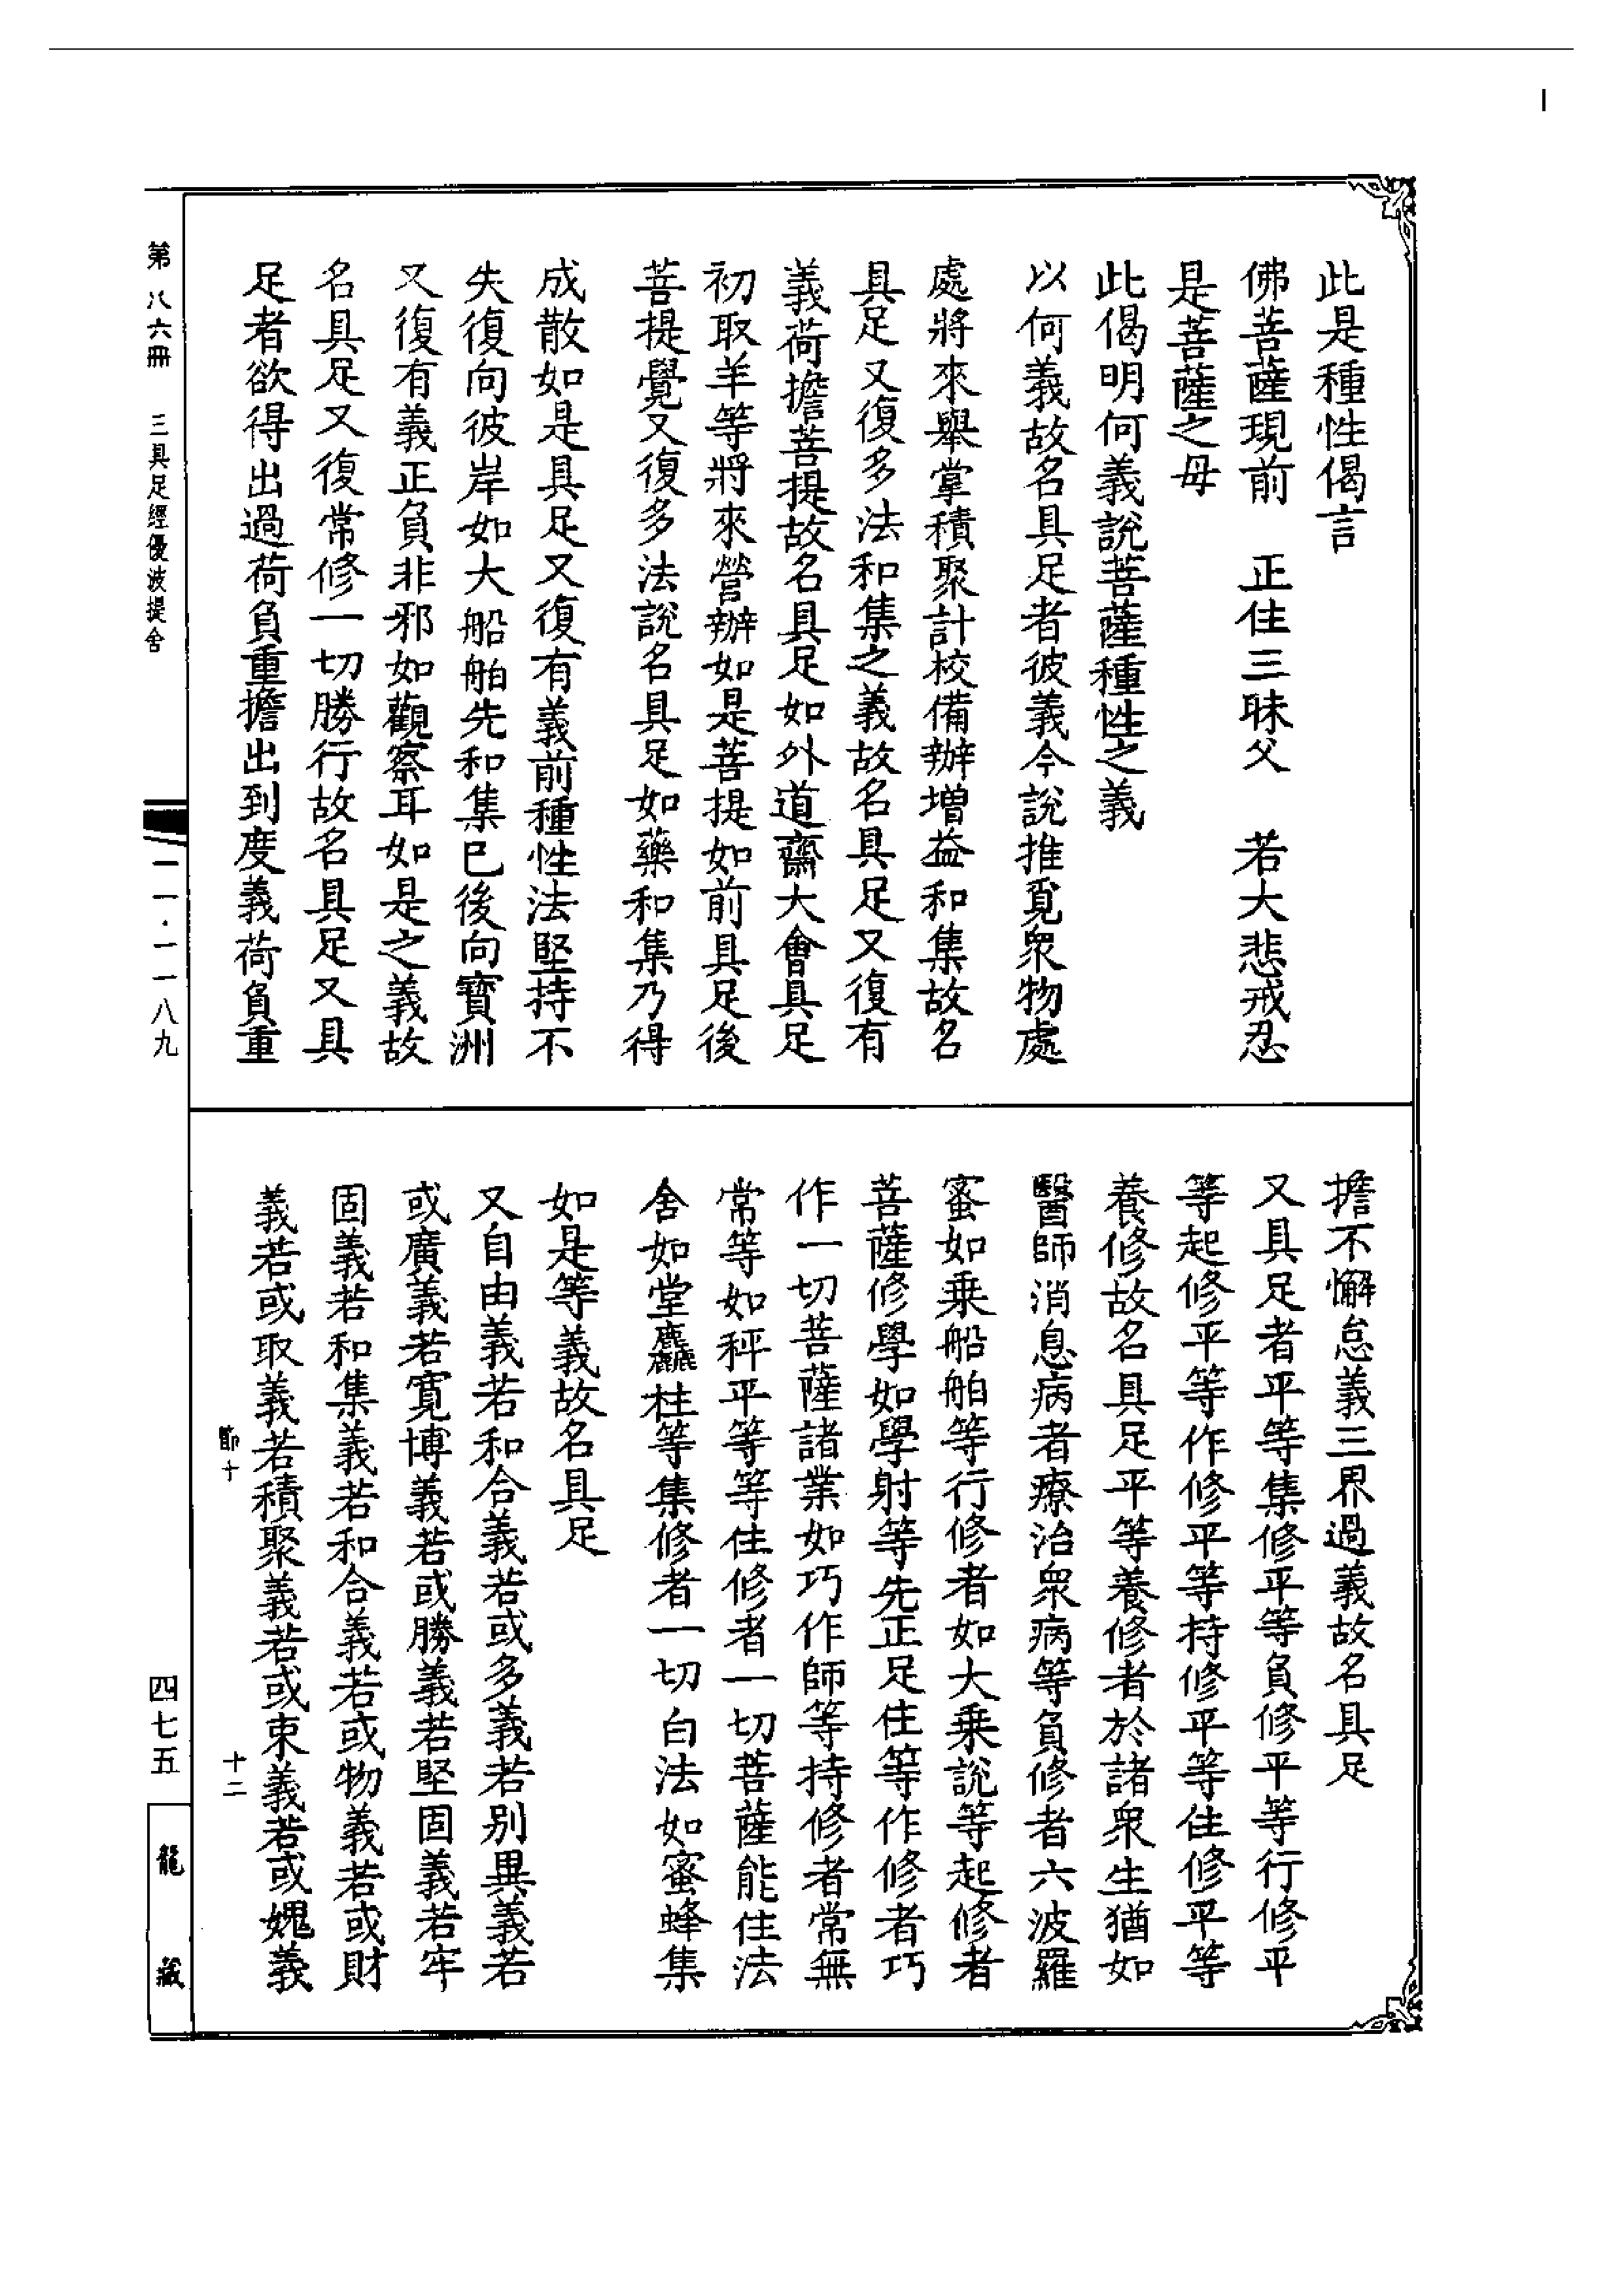 此是種性偈言
佛菩薩現前　正住三昧父　若大悲戒忍
是菩薩之母
此偈明何義說菩薩種性之義
以何義故名具足者彼義今說推覓衆物處
處將來舉掌積聚計校備辦增益和集故名
具足又復多法和集之義故名具足又復有
義荷擔菩提故名具足如外道齋大會具足
初取羊等將來營辦如是菩提如前具足後
菩提覺又復多法說名具足如藥和集乃得
成散如是具足又復有義前種性法堅持不
失復向彼岸如大船舶先和集已後向寶洲
又復有義正負非邪如觀察耳如是之義故
名具足又復常修一切勝行故名具足又具
足者欲得出過荷負重擔出到度義荷負重
擔不懈怠義三界過義故名具足
又具足者平等集修平等負修平等行修平
等起修平等作修平等持修平等住修平等
養修故名具足平等養修者於諸衆生猶如
醫師消息病者療治衆病等負修者六波羅
蜜如乘船舶等行修者如大乘說等起修者
菩薩修學如學射等先正足住等作修者巧
作一切菩薩諸業如巧作師等持修者常無
常等如秤平等等住修者一切菩薩能住法
舍如堂麤柱等集修者一切白法如蜜蜂集
如是等義故名具足
又自由義若和合義若或多義若別異義若
或廣義若寬博義若或勝義若堅固義若牢
固義若和集義若和合義若或物義若或財
義若或取義若積聚義若或束義若或媿義
節十　十二
第八六冊　三具足經優波提舍
一一·一一八九
四七五
龍藏